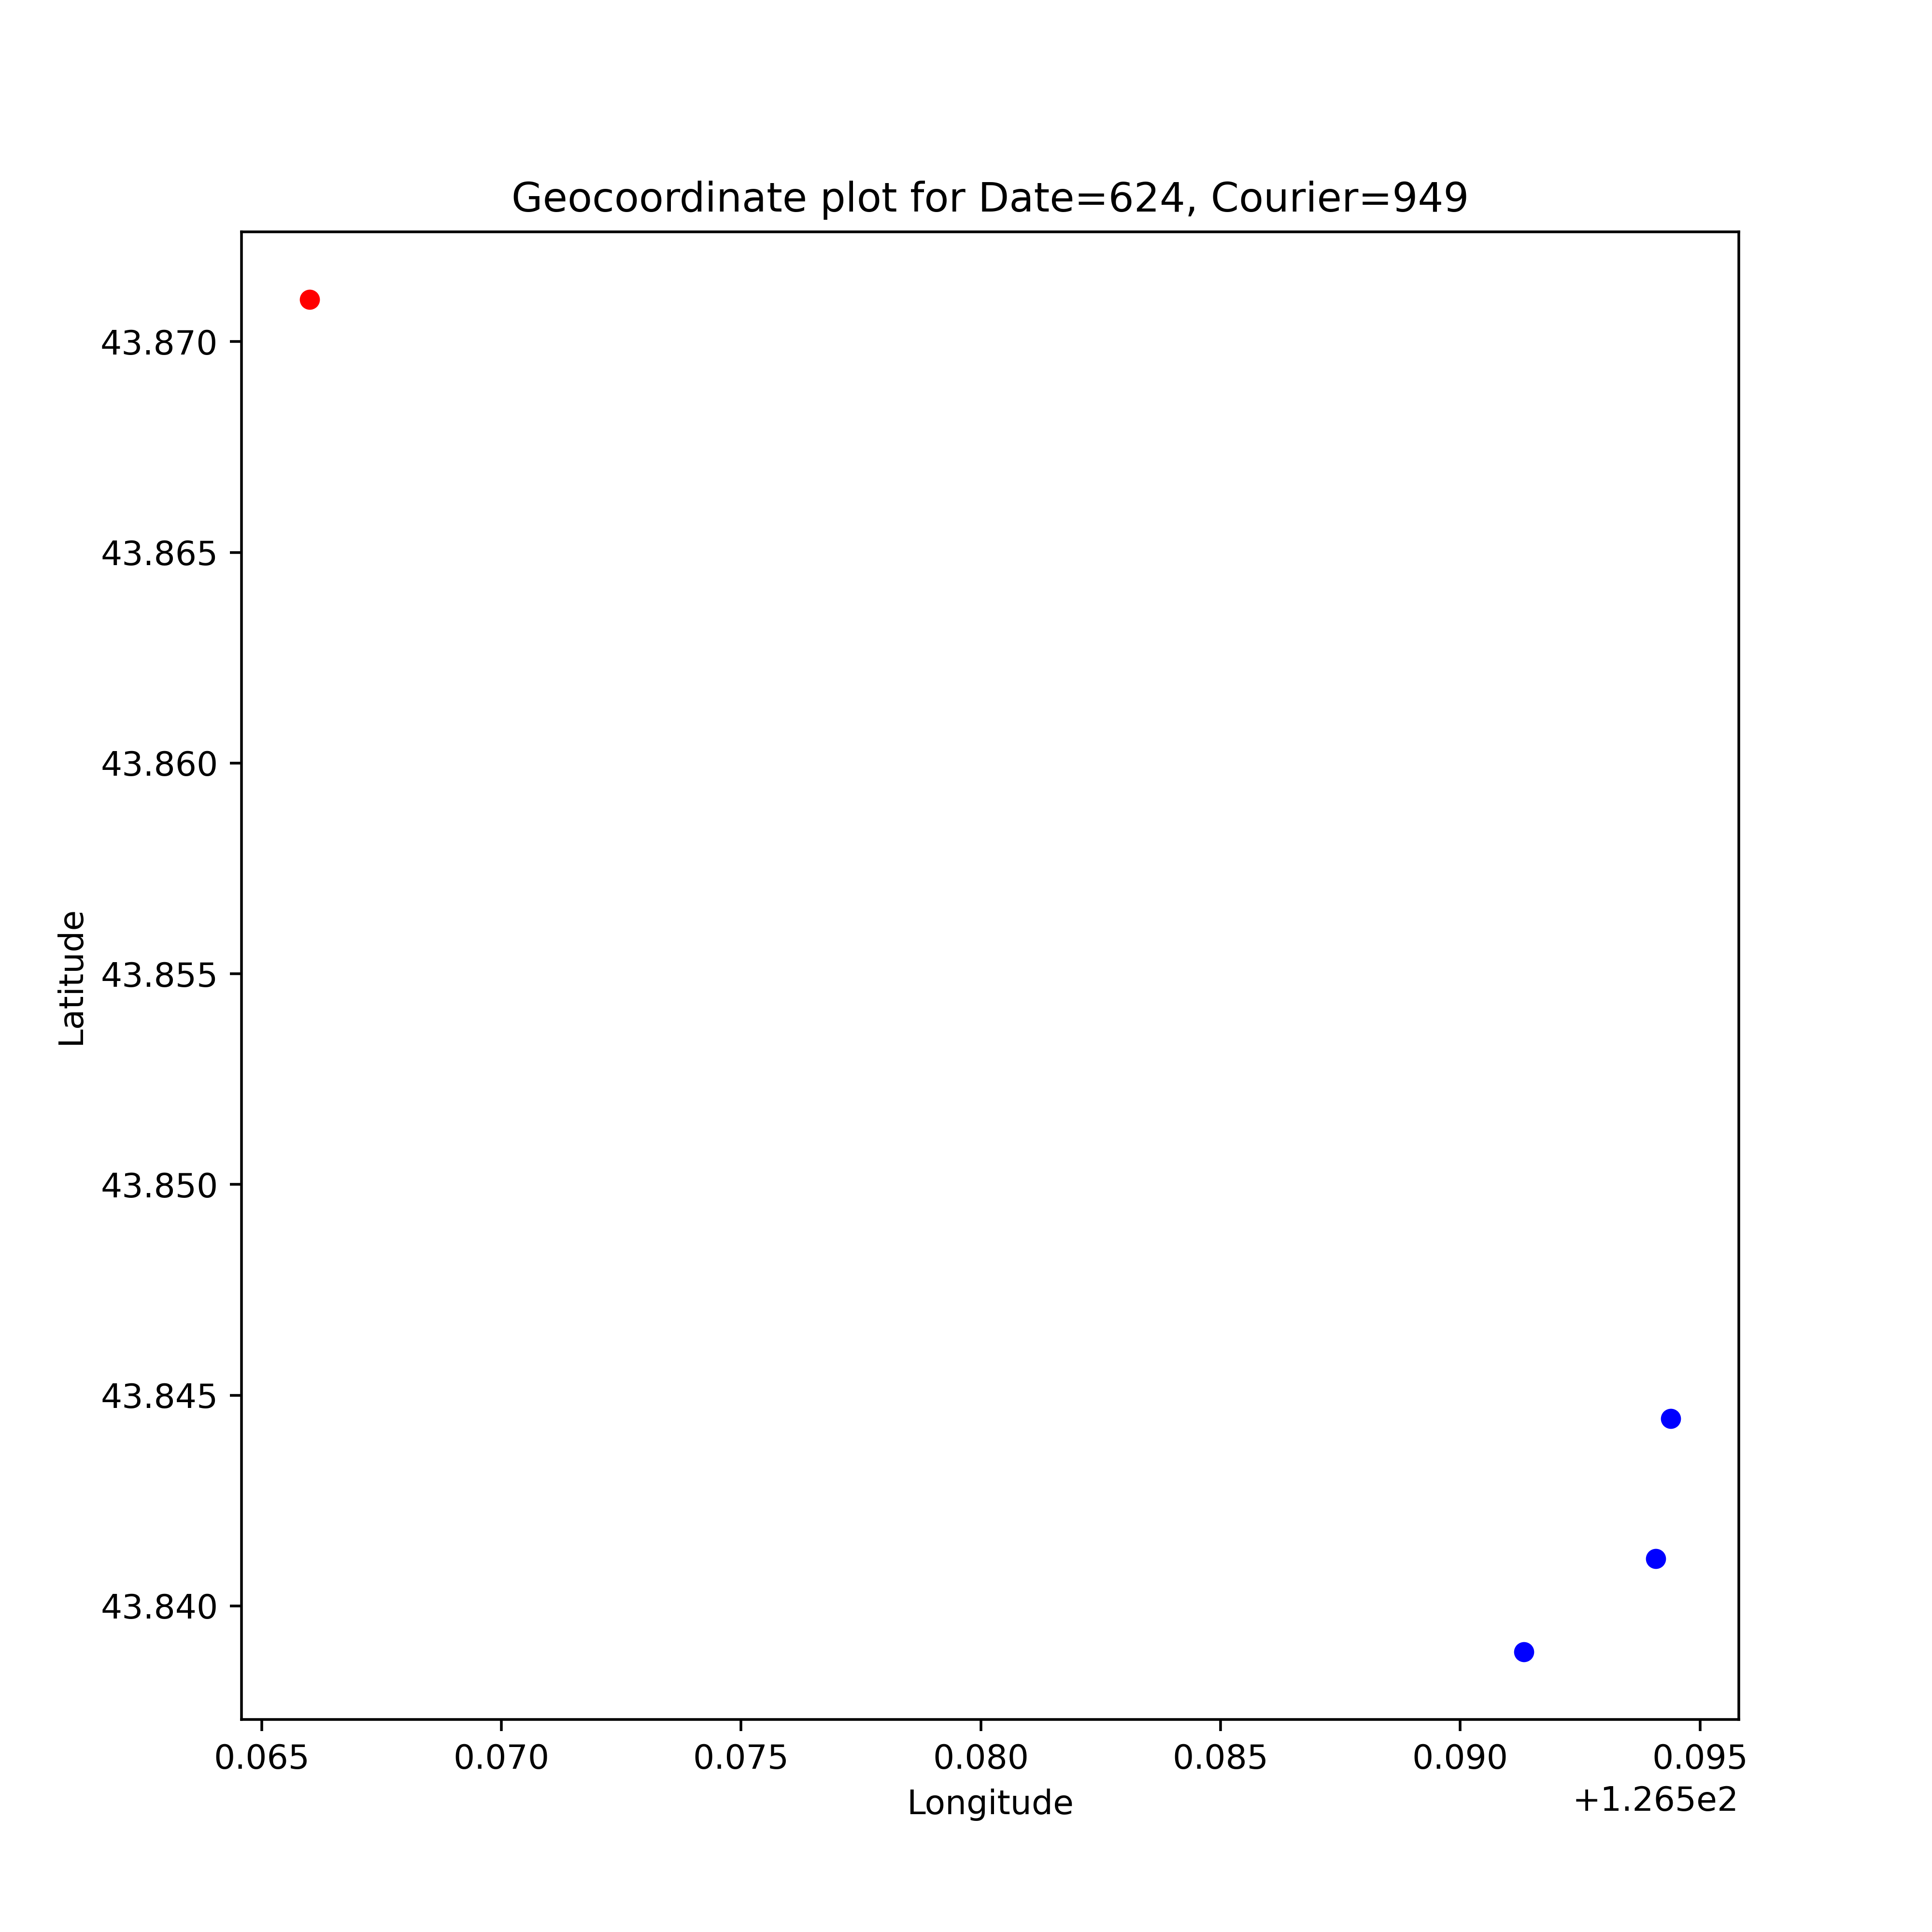 Geocoordinate plot for Date=624, Courier=949
43.870
43.865
43.860
43.855
43.850
43.845
43.840
Latitude
0.065 0.070 0.075 0.080 0.085 0.090 0.095
+1.265e2
Longitude